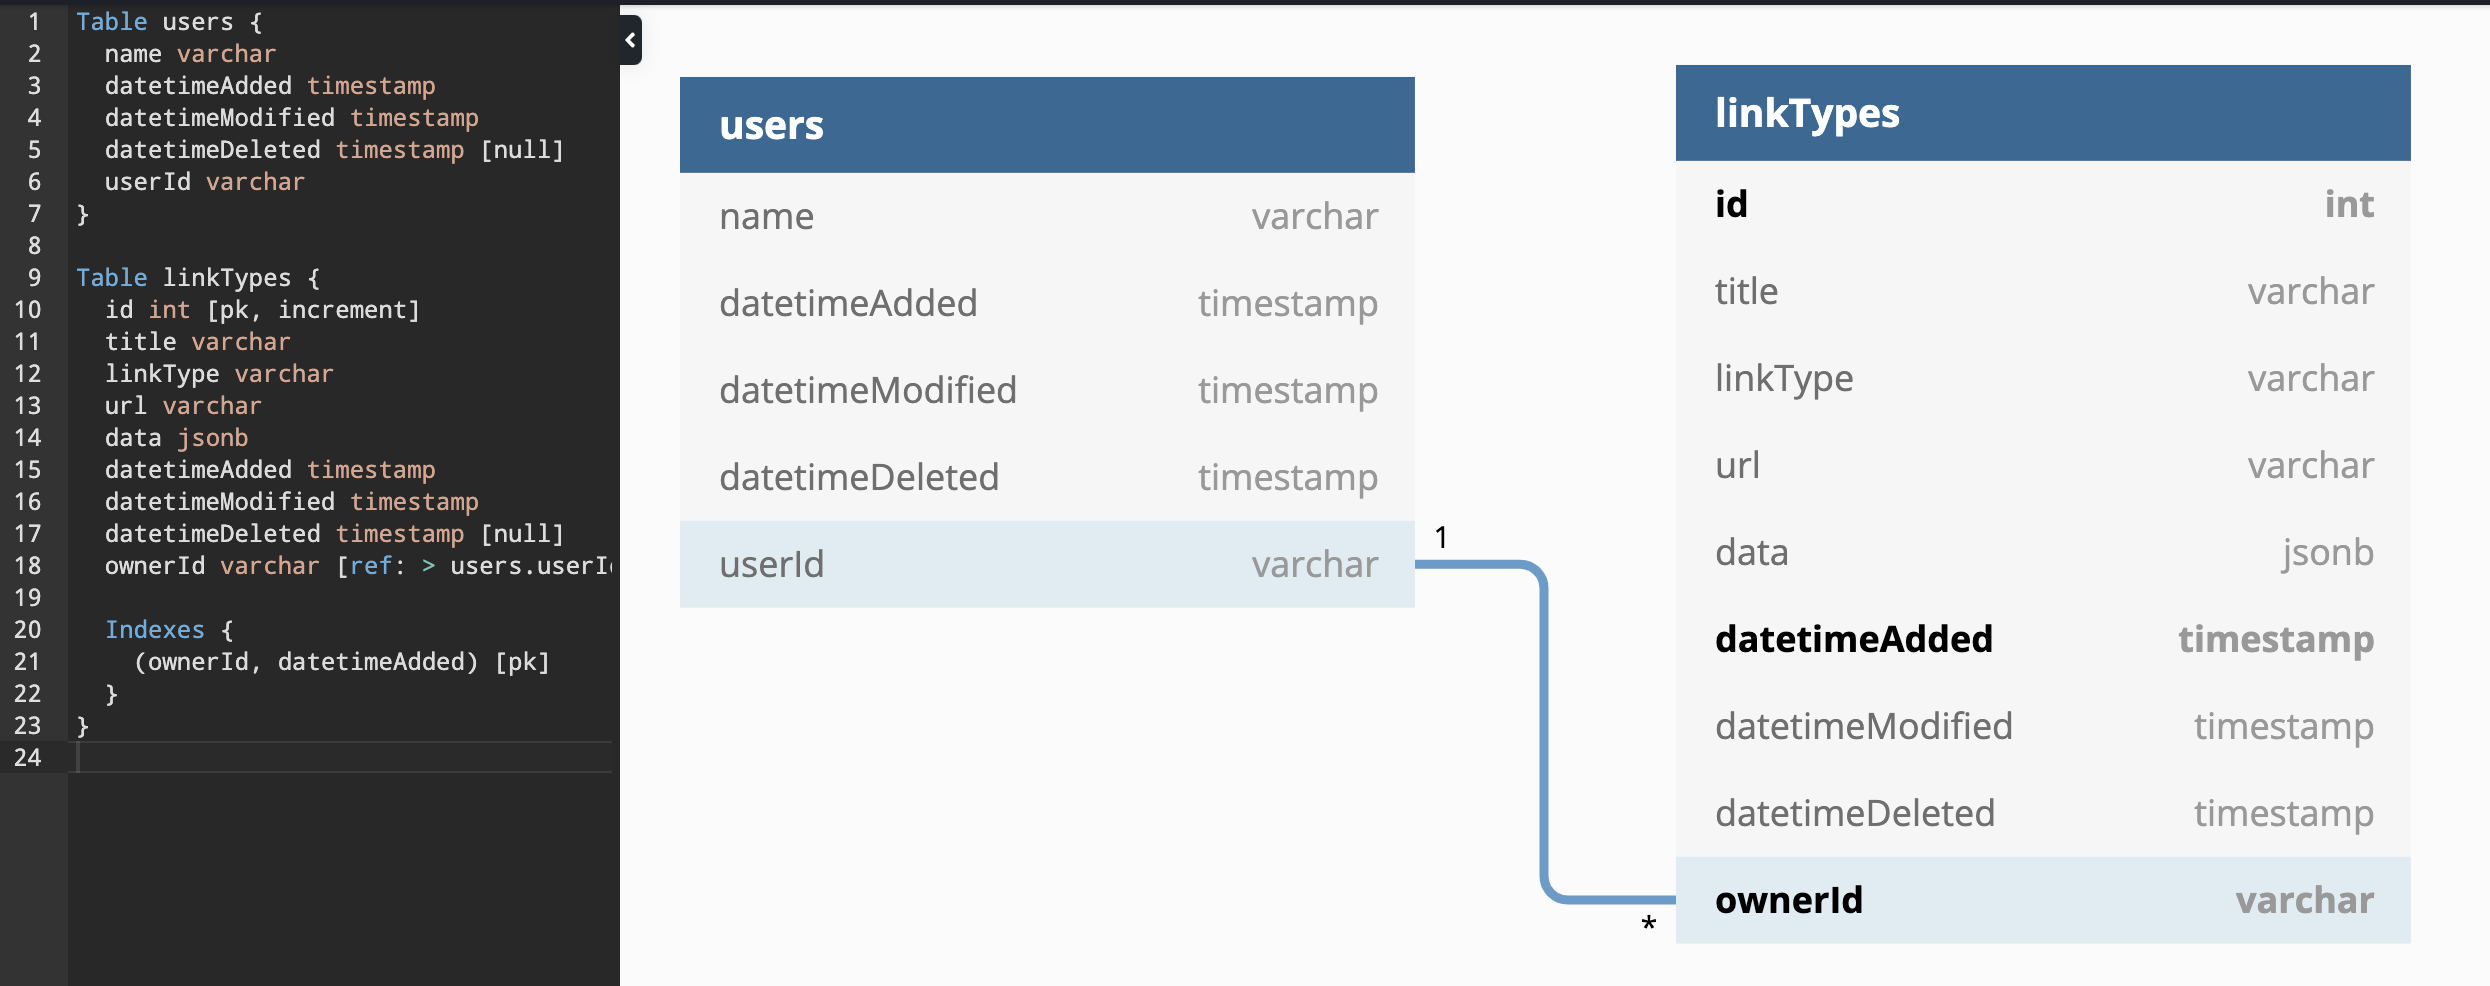 1 Table users {
2 name varchar
3 datetimeAdded timestamp
4 datetimeModified timestamp
5 datetimeDeleted timestamp [null]
6 userId varchar
7 }
8
9 Table linkTypes {
10 id int [pk, increment]
11 title varchar
12 linkType varchar
13 url varchar
14 data jsonb
15 datetimeAdded timestamp
16 datetimeModified timestamp
17 datetimeDeleted timestamp [null]
18 ownerId varchar [ref: > users.userI
19
20 Indexes {
21 (ownerId, datetimeAdded) [pk]
22 }
23 }
24
users
name varchar
datetimeAdded timestamp
datetimeModified timestamp
datetimeDeleted timestamp
userId varchar
1
*
linkTypes
id int
title varchar
linkType varchar
url varchar
data jsonb
datetimeAdded timestamp
datetimeModified timestamp
datetimeDeleted timestamp
ownerId varchar